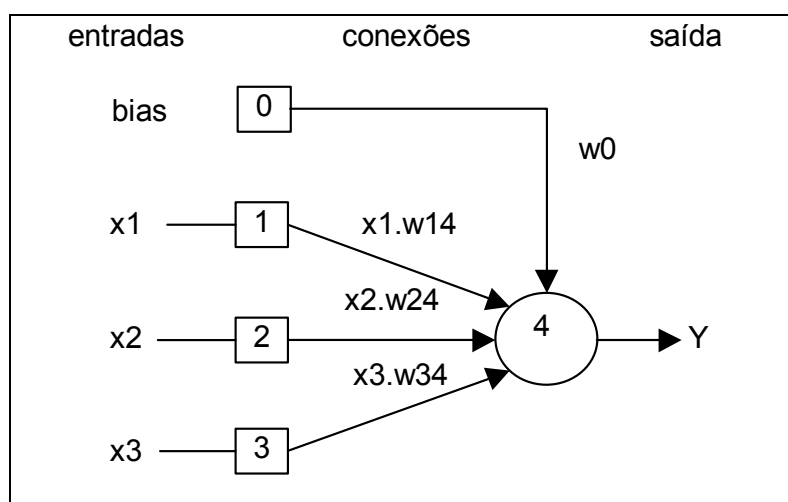 entradas conexões saída
bias 0
w0
x1 1 x1.w14
x2.w24
x2 2 4 Y
x3.w34
x3 3